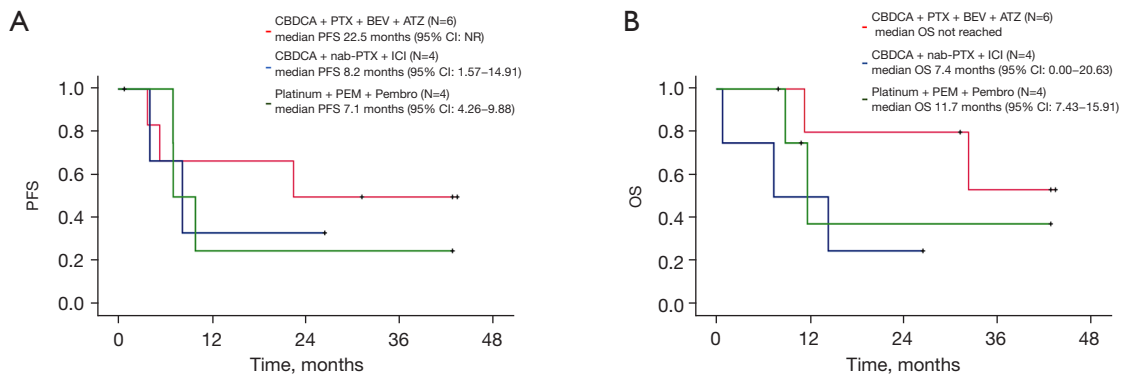 A
CBDCA + PTX + BEV + ATZ (N=6)
median PFS 22.5 months (95% CI: NR)
CBDCA + nab-PTX + ICI (N=4)
median PFS 8.2 months (95% CI: 1.57–14.91)
Platinum + PEM + Pembro (N=4)
median PFS 7.1 months (95% CI: 4.26–9.88)
1.0
0.8
0.6
0.4
0.2
0.0
PFS
0 12 24 36 48
Time, months
B
CBDCA + PTX + BEV + ATZ (N=6)
median OS not reached
CBDCA + nab-PTX + ICI (N=4)
median OS 7.4 months (95% CI: 0.00–20.63)
Platinum + PEM + Pembro (N=4)
median OS 11.7 months (95% CI: 7.43–15.91)
1.0
0.8
0.6
0.4
0.2
0.0
OS
0 12 24 36 48
Time, months